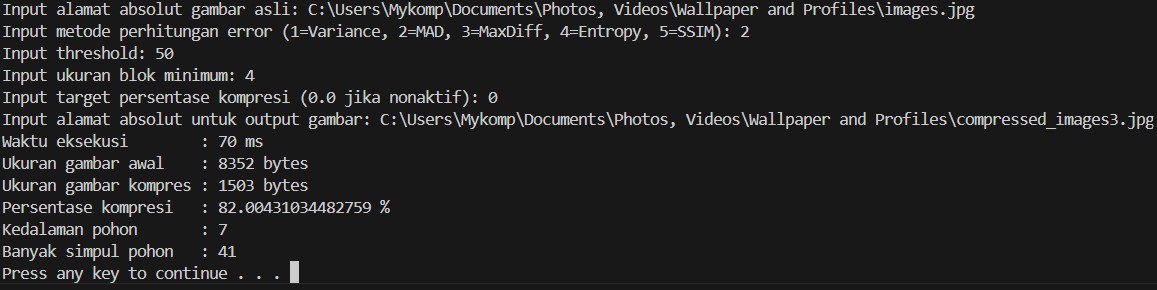 Input alamat absolut gambar asli: C:\Users\Mykomp\Documents\Photos, Videos\Wallpaper and Profiles\images.jpg
Input metode perhitungan error (1=Variance, 2=MAD, 3=MaxDiff, 4=Entropy, 5=SSIM): 2
Input threshold: 50
Input ukuran blok minimum: 4
Input target persentase kompresi (0.0 jika nonaktif): 0
Input alamat absolut untuk output gambar: C:\Users\Mykomp\Documents\Photos, Videos\Wallpaper and Profiles\compressed_images3.jpg
Waktu eksekusi        : 70 ms
Ukuran gambar awal    : 8352 bytes
Ukuran gambar kompres : 1503 bytes
Persentase kompresi   : 82.00431034482759 %
Kedalaman pohon       : 7
Banyak simpul pohon   : 41
Press any key to continue . . .